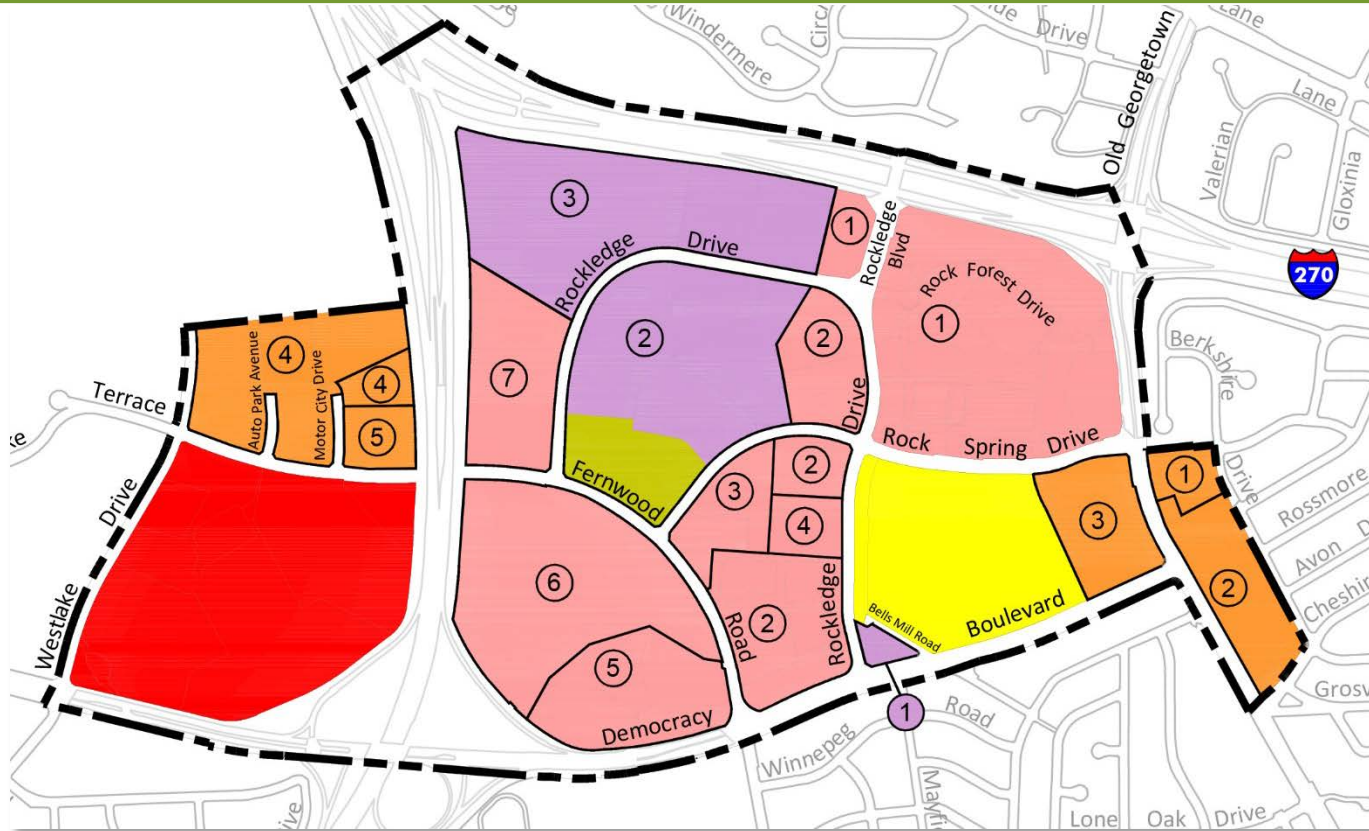 Windermere
Drive
Lane
Lane
Old Georgetown
Valerian
Gloxinia
270
3
Rockledge
Drive
1
Rockledge
Blvd
Rock Forest Drive
1
Berkshire
Drive
2
2
7
4
4
5
Auto Park Avenue
Motor City Drive
Terrace
Drive
Rock Spring Drive
Rossmore
Avon
Cheshire
Fernwood
Road
2
3
4
3
1
2
6
Westlake
Drive
2
Rockledge
Bells Mill Road
Boulevard
5
Democracy
1
Winnepeg
Road
Lone Oak Drive